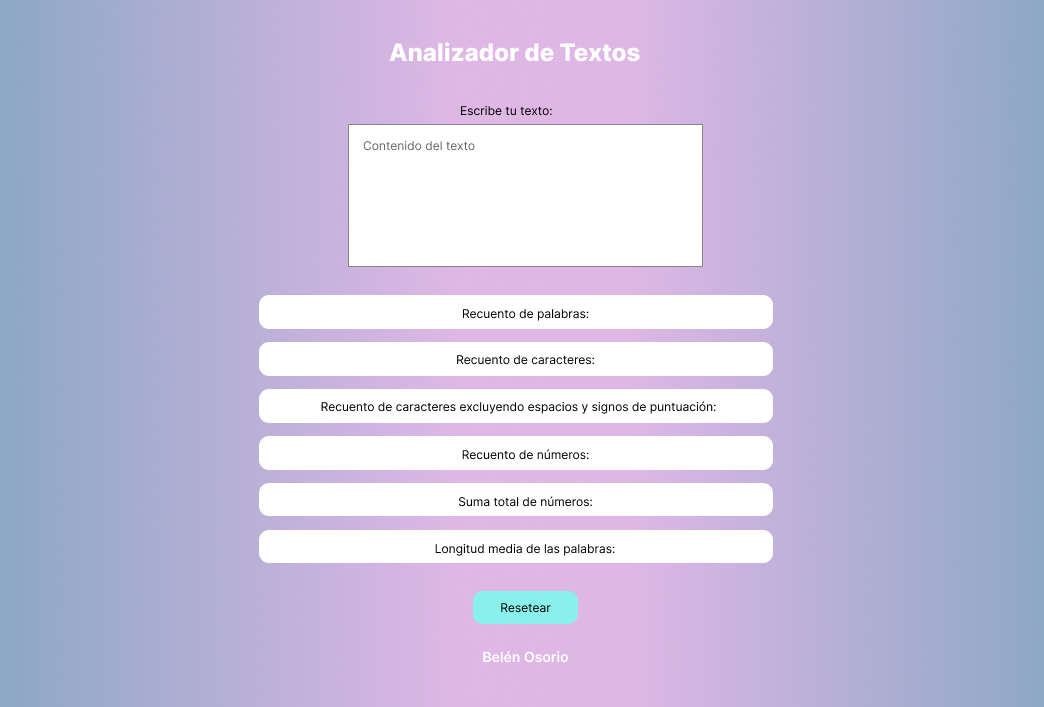 Analizador de Textos
Escribe tu texto:
Contenido del texto
Recuento de palabras:
Recuento de caracteres:
Recuento de caracteres excluyendo espacios y signos de puntuación:
Recuento de números:
Suma total de números:
Longitud media de las palabras:
Resetear
Belén Osorio